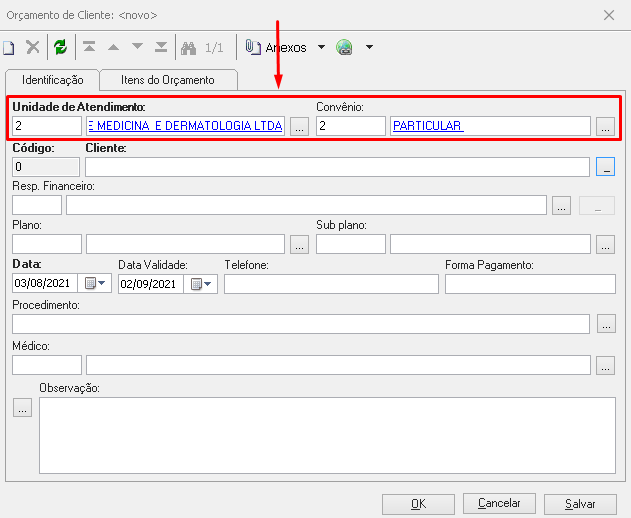 Orçamento de Cliente: <novo>
1/1 Anexos
Identificação Itens do Orçamento
Unidade de Atendimento: Convênio:
2 E MEDICINA E DERMATOLOGIA LTDA ... 2 PARTICULAR ...
Código: Cliente:
0 ...
Resp. Financeiro:
...
Plano: Sub plano:
... ...
Data: Data Validade: Telefone: Forma Pagamento:
03/08/2021 02/09/2021
Procedimento:
...
Médico:
...
Observação:
...
OK Cancelar Salvar